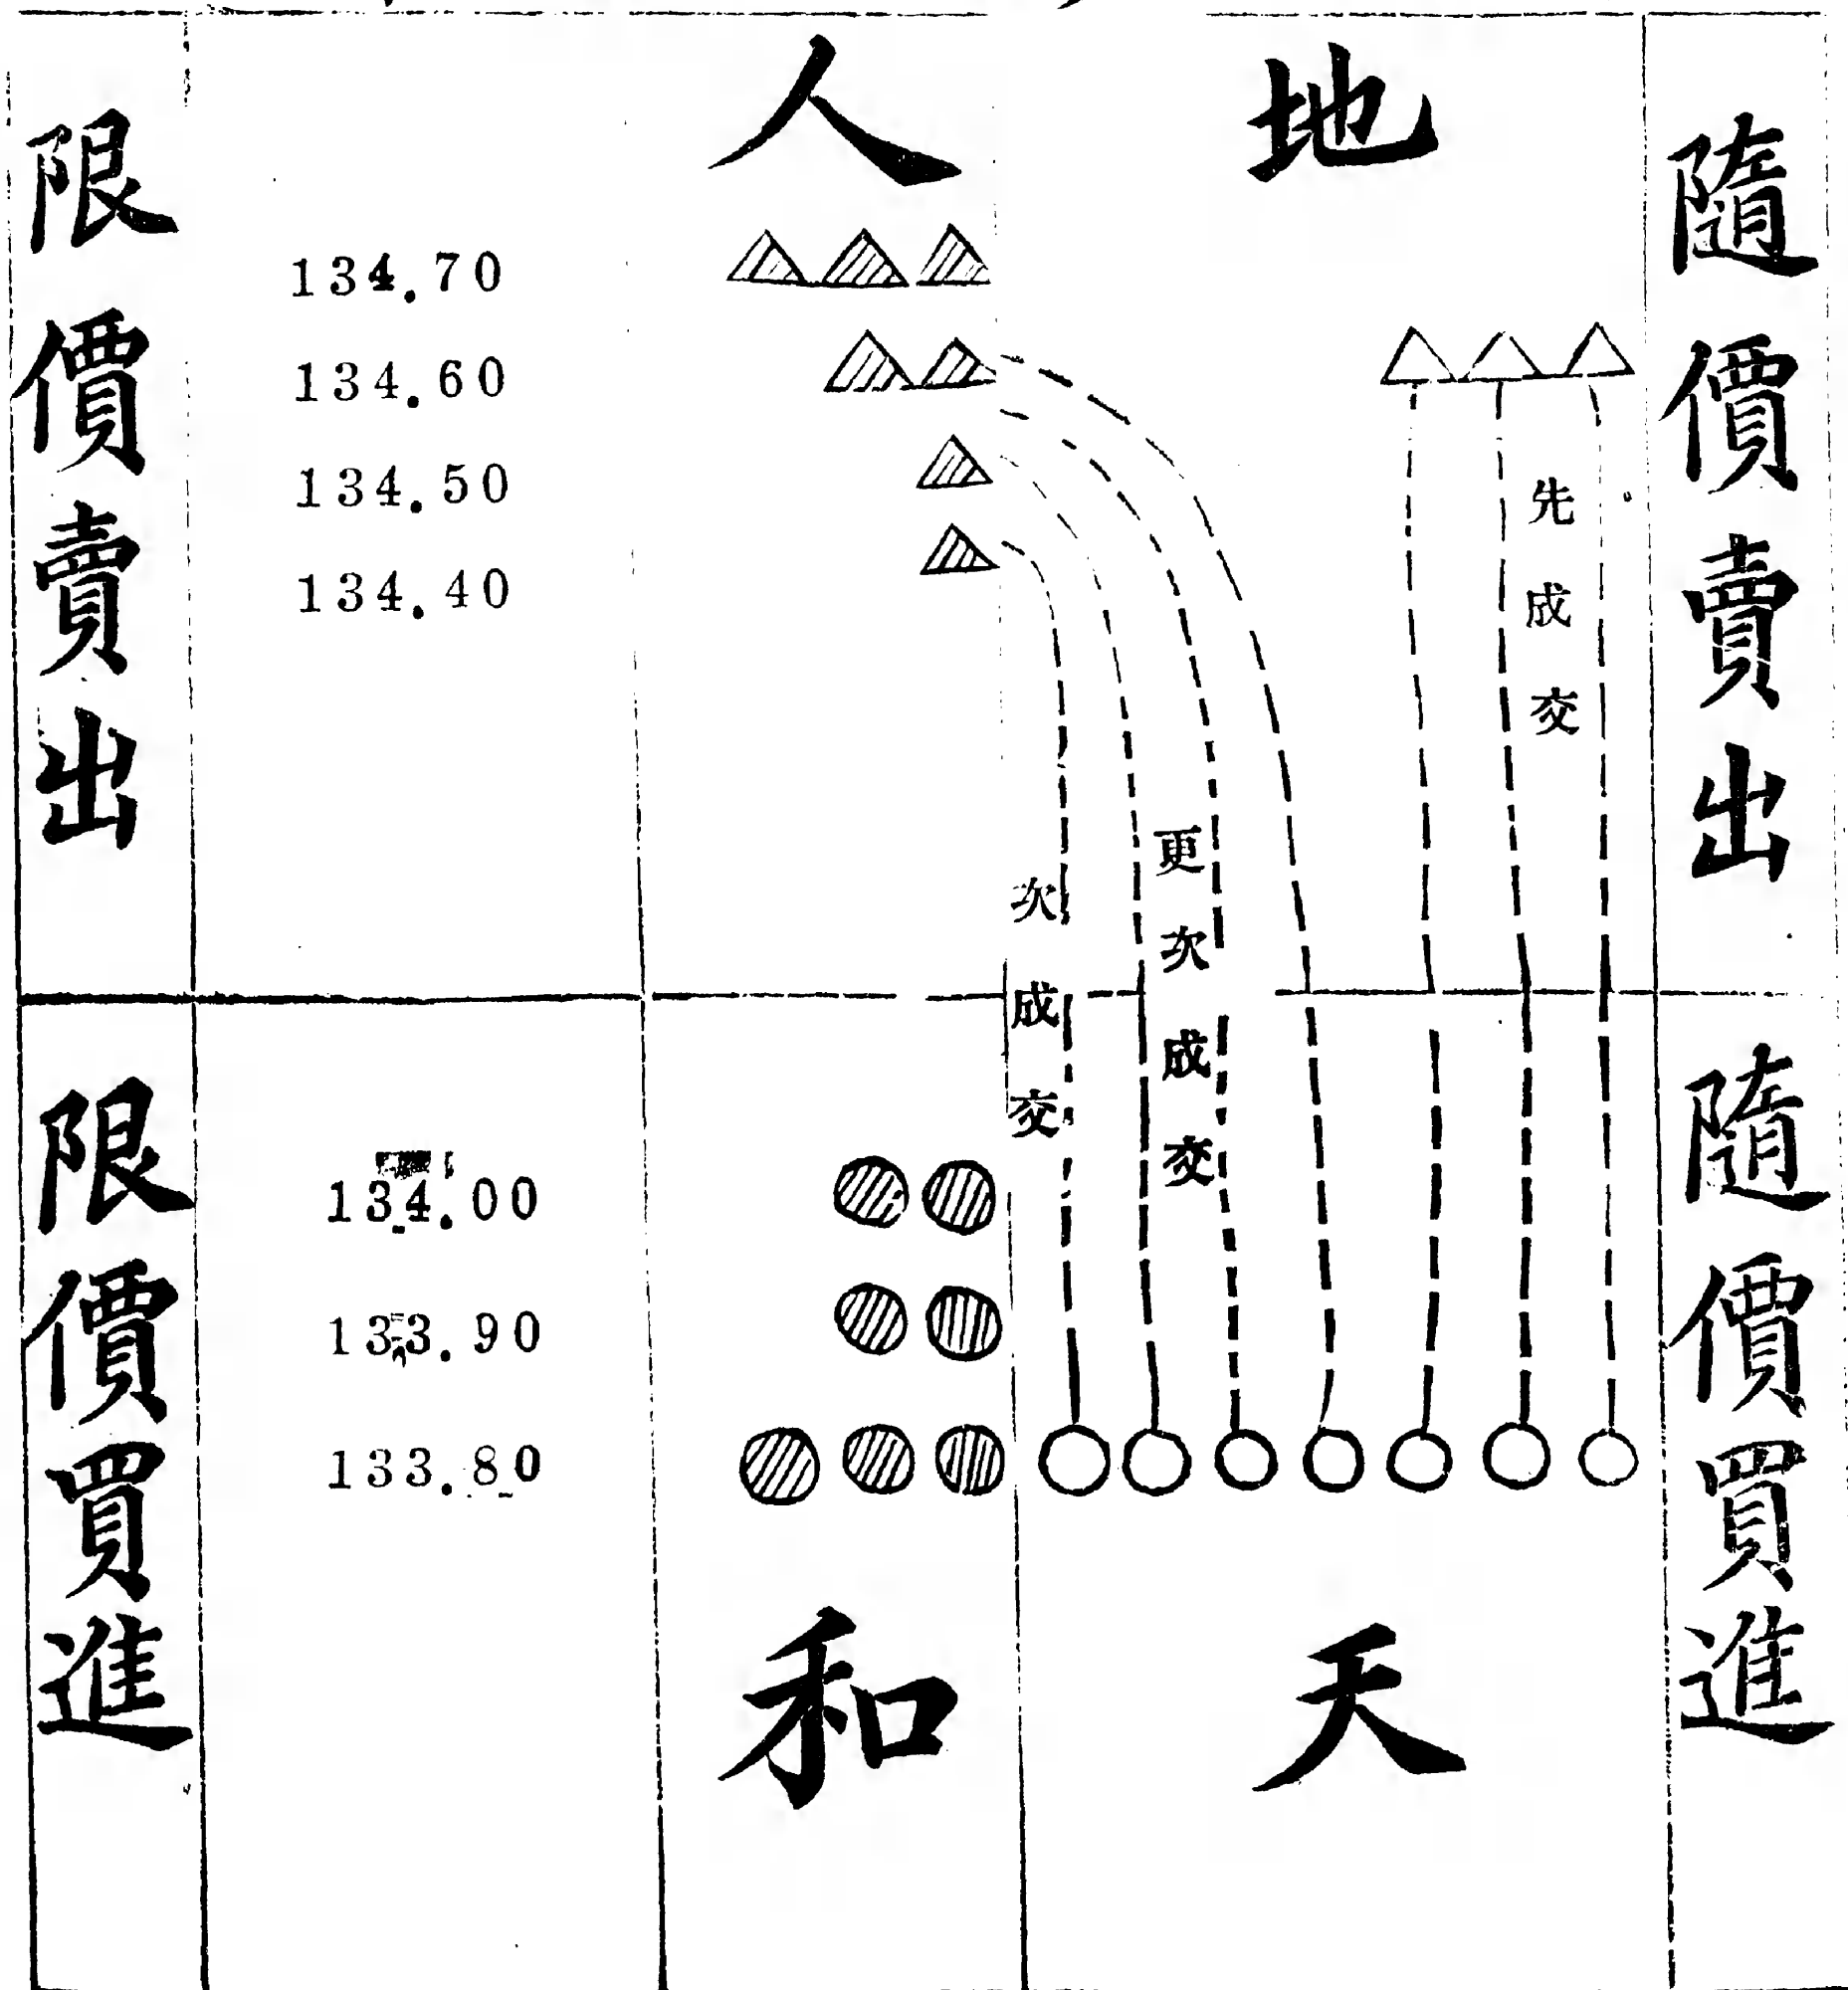 隨價賣出
地
人
限價賣出
134.70
134.60
134.50
134.40
先成交
更次成交
次成交
隨價買進
天
和
限價買進
134.00
133.90
133.80